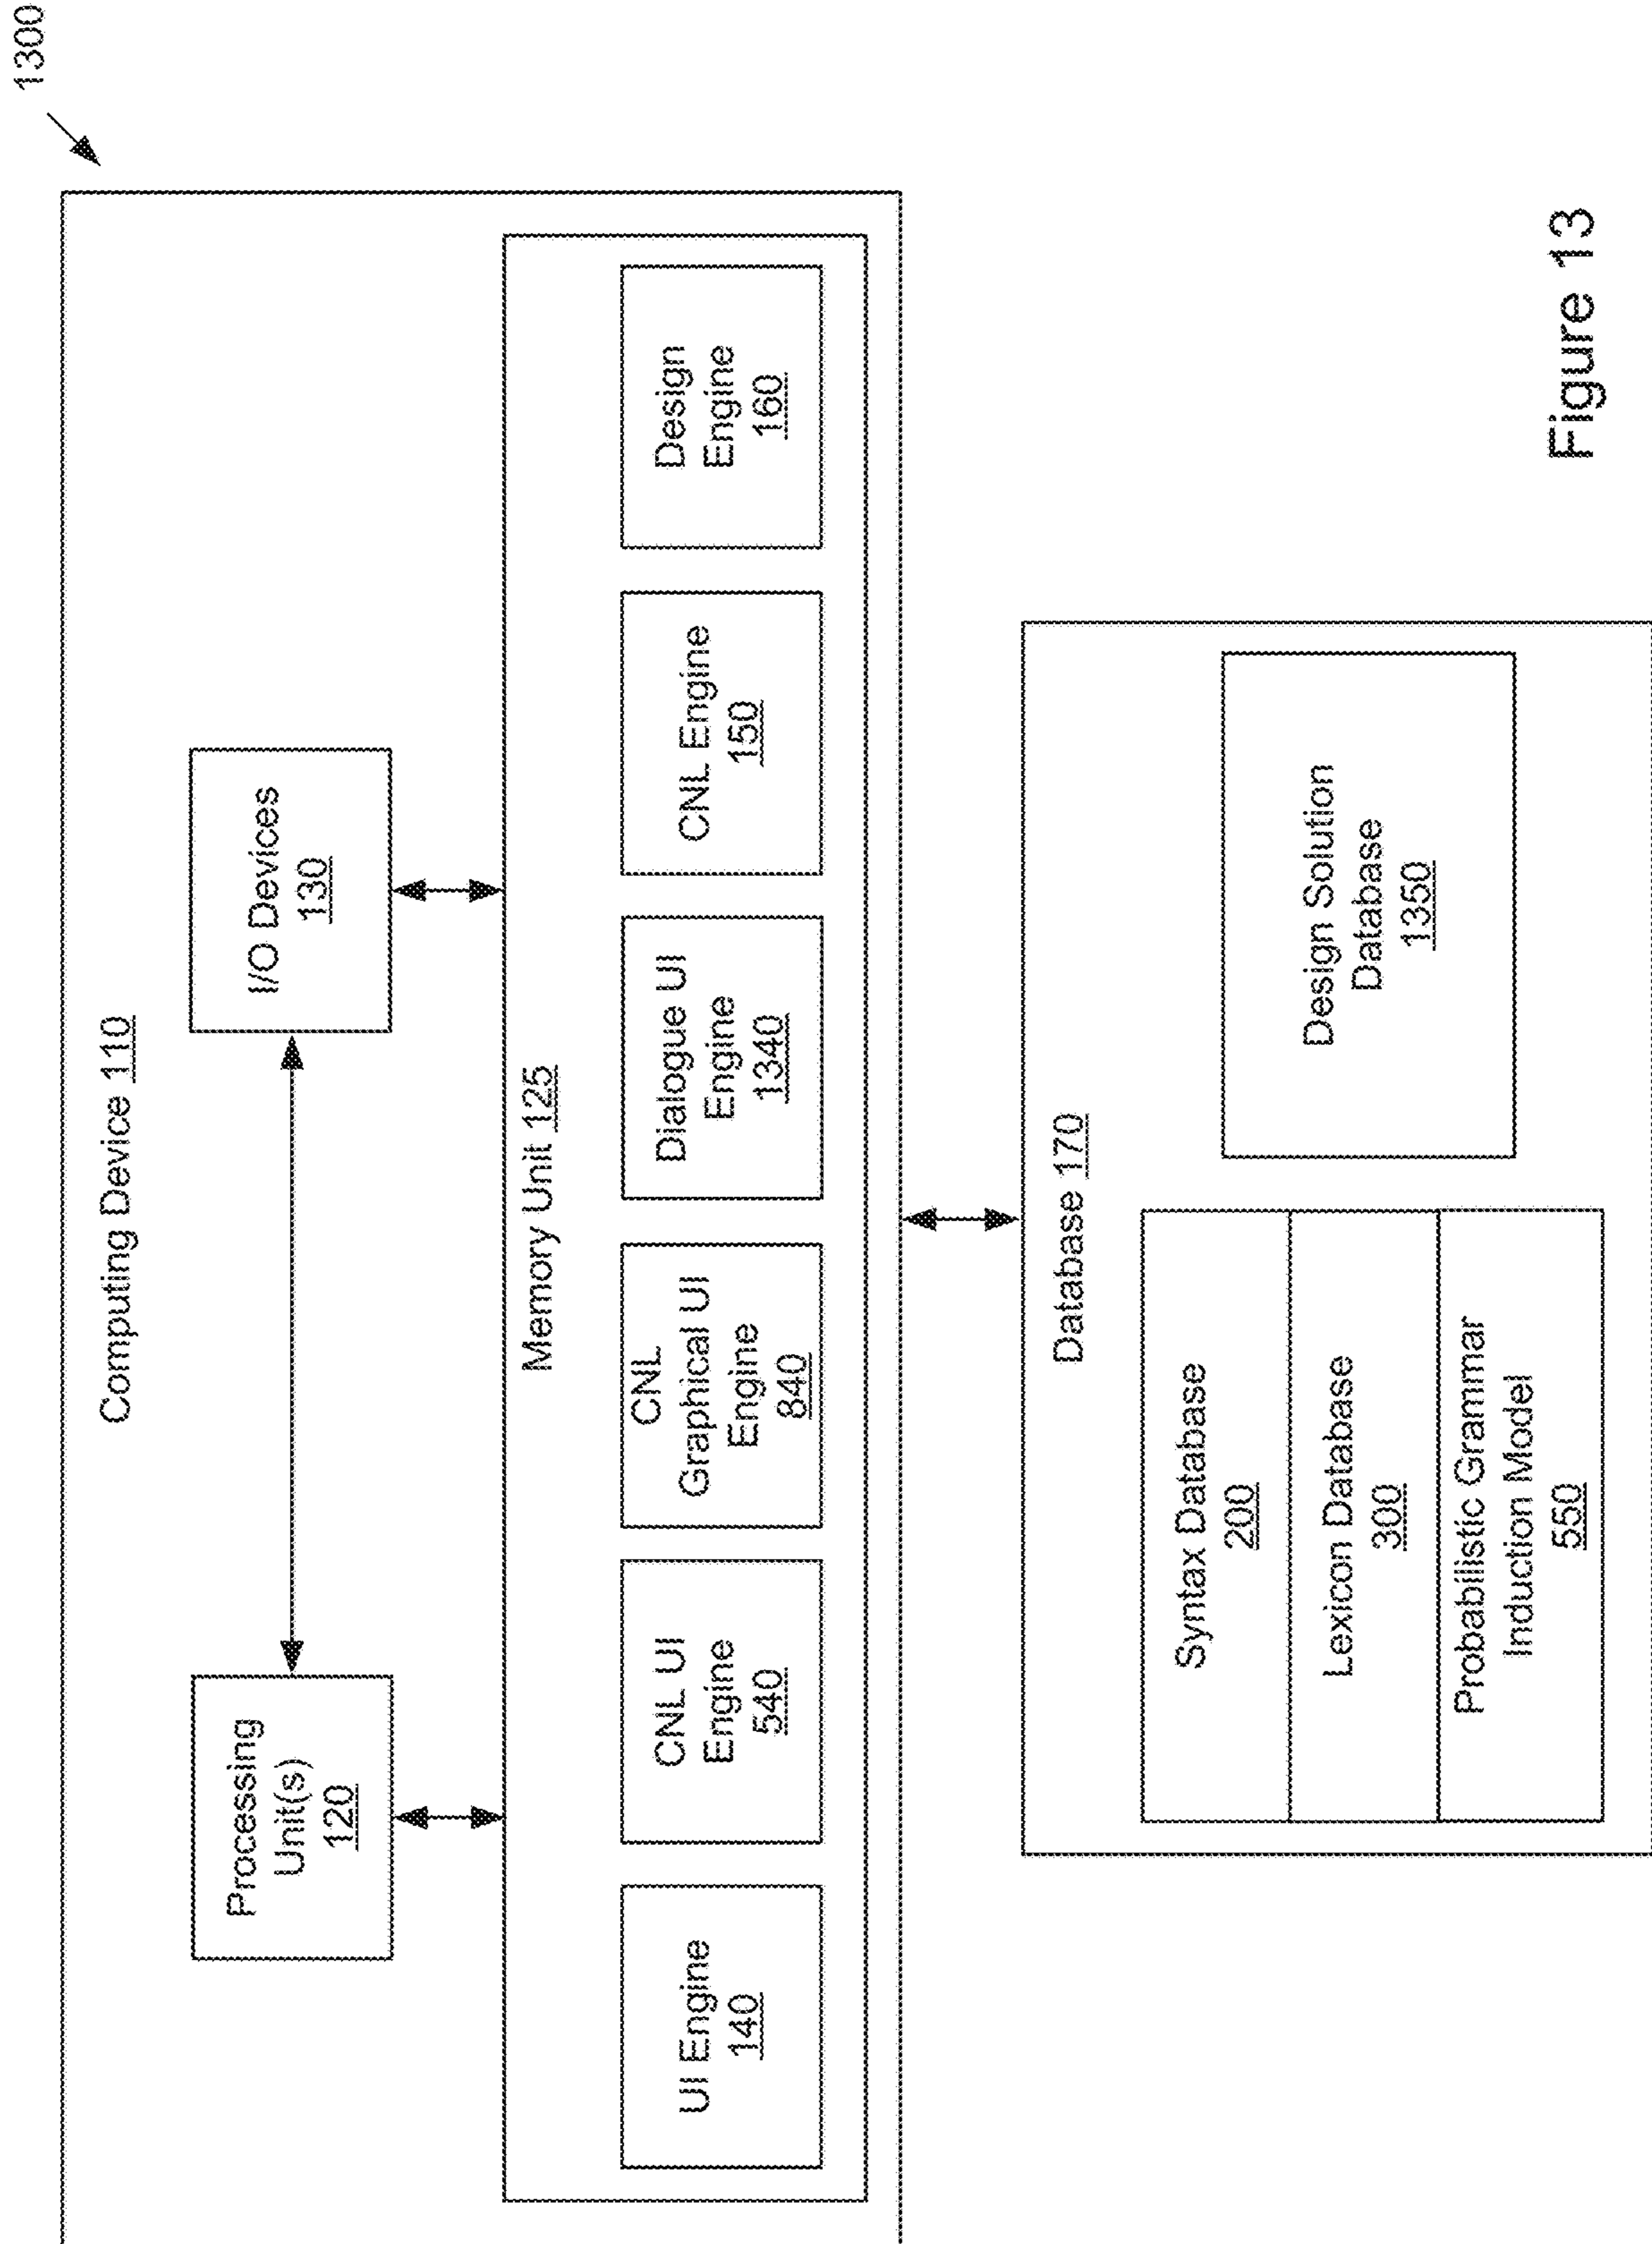 1300
Computing Device 110
Processing
Unit(s)
120
I/O Devices
130
Memory Unit 125
UI Engine
140
CNL UI
Engine
540
CNL
Graphical UI
Engine
840
Dialogue UI
Engine
1340
CNL Engine
150
Design
Engine
160
Database 170
Syntax Database
200
Lexicon Database
300
Probabilistic Grammar
Induction Model
550
Design Solution
Database
1350
Figure 13